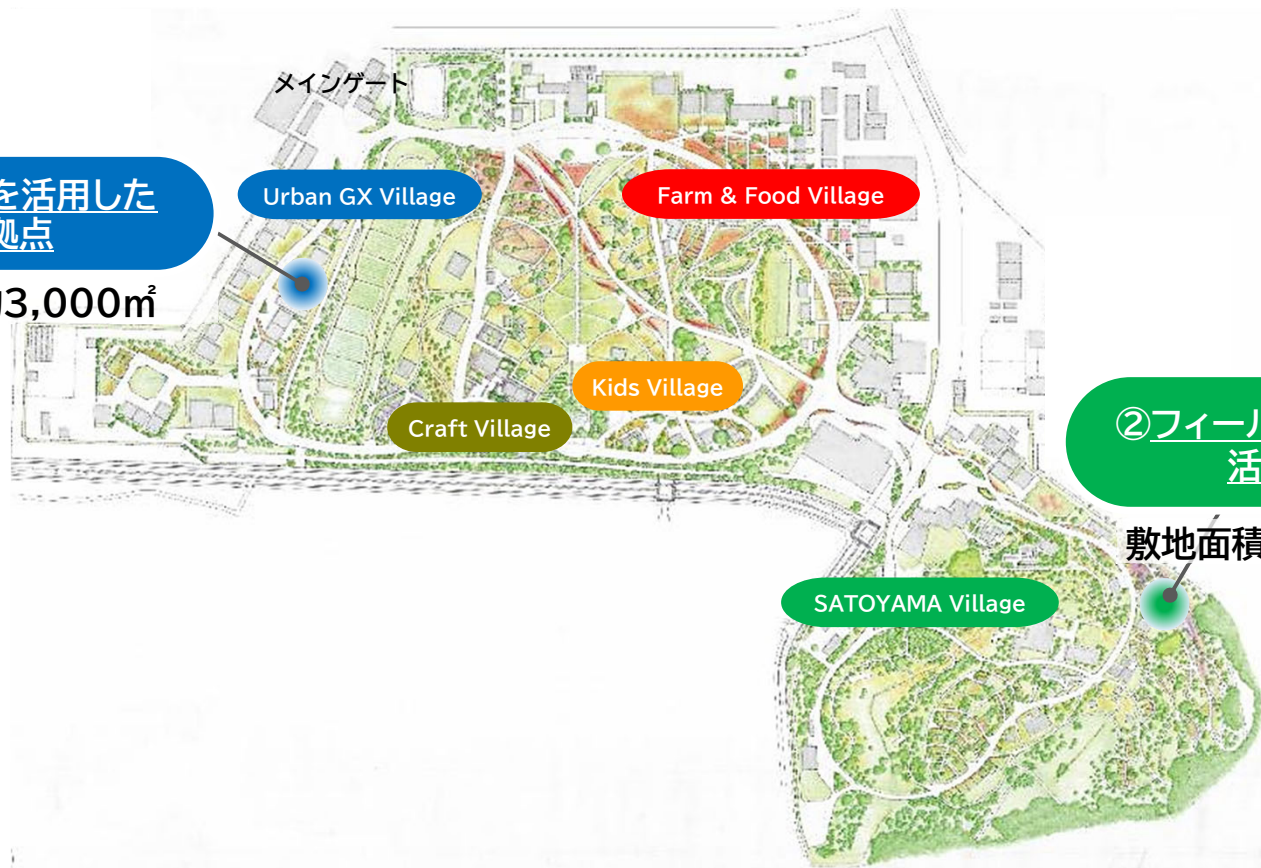 メインゲート
を活用した
拠点
3,000㎡
Urban GX Village
Farm & Food Village
Kids Village
Craft Village
②フィール
活
敷地面積
SATOYAMA Village